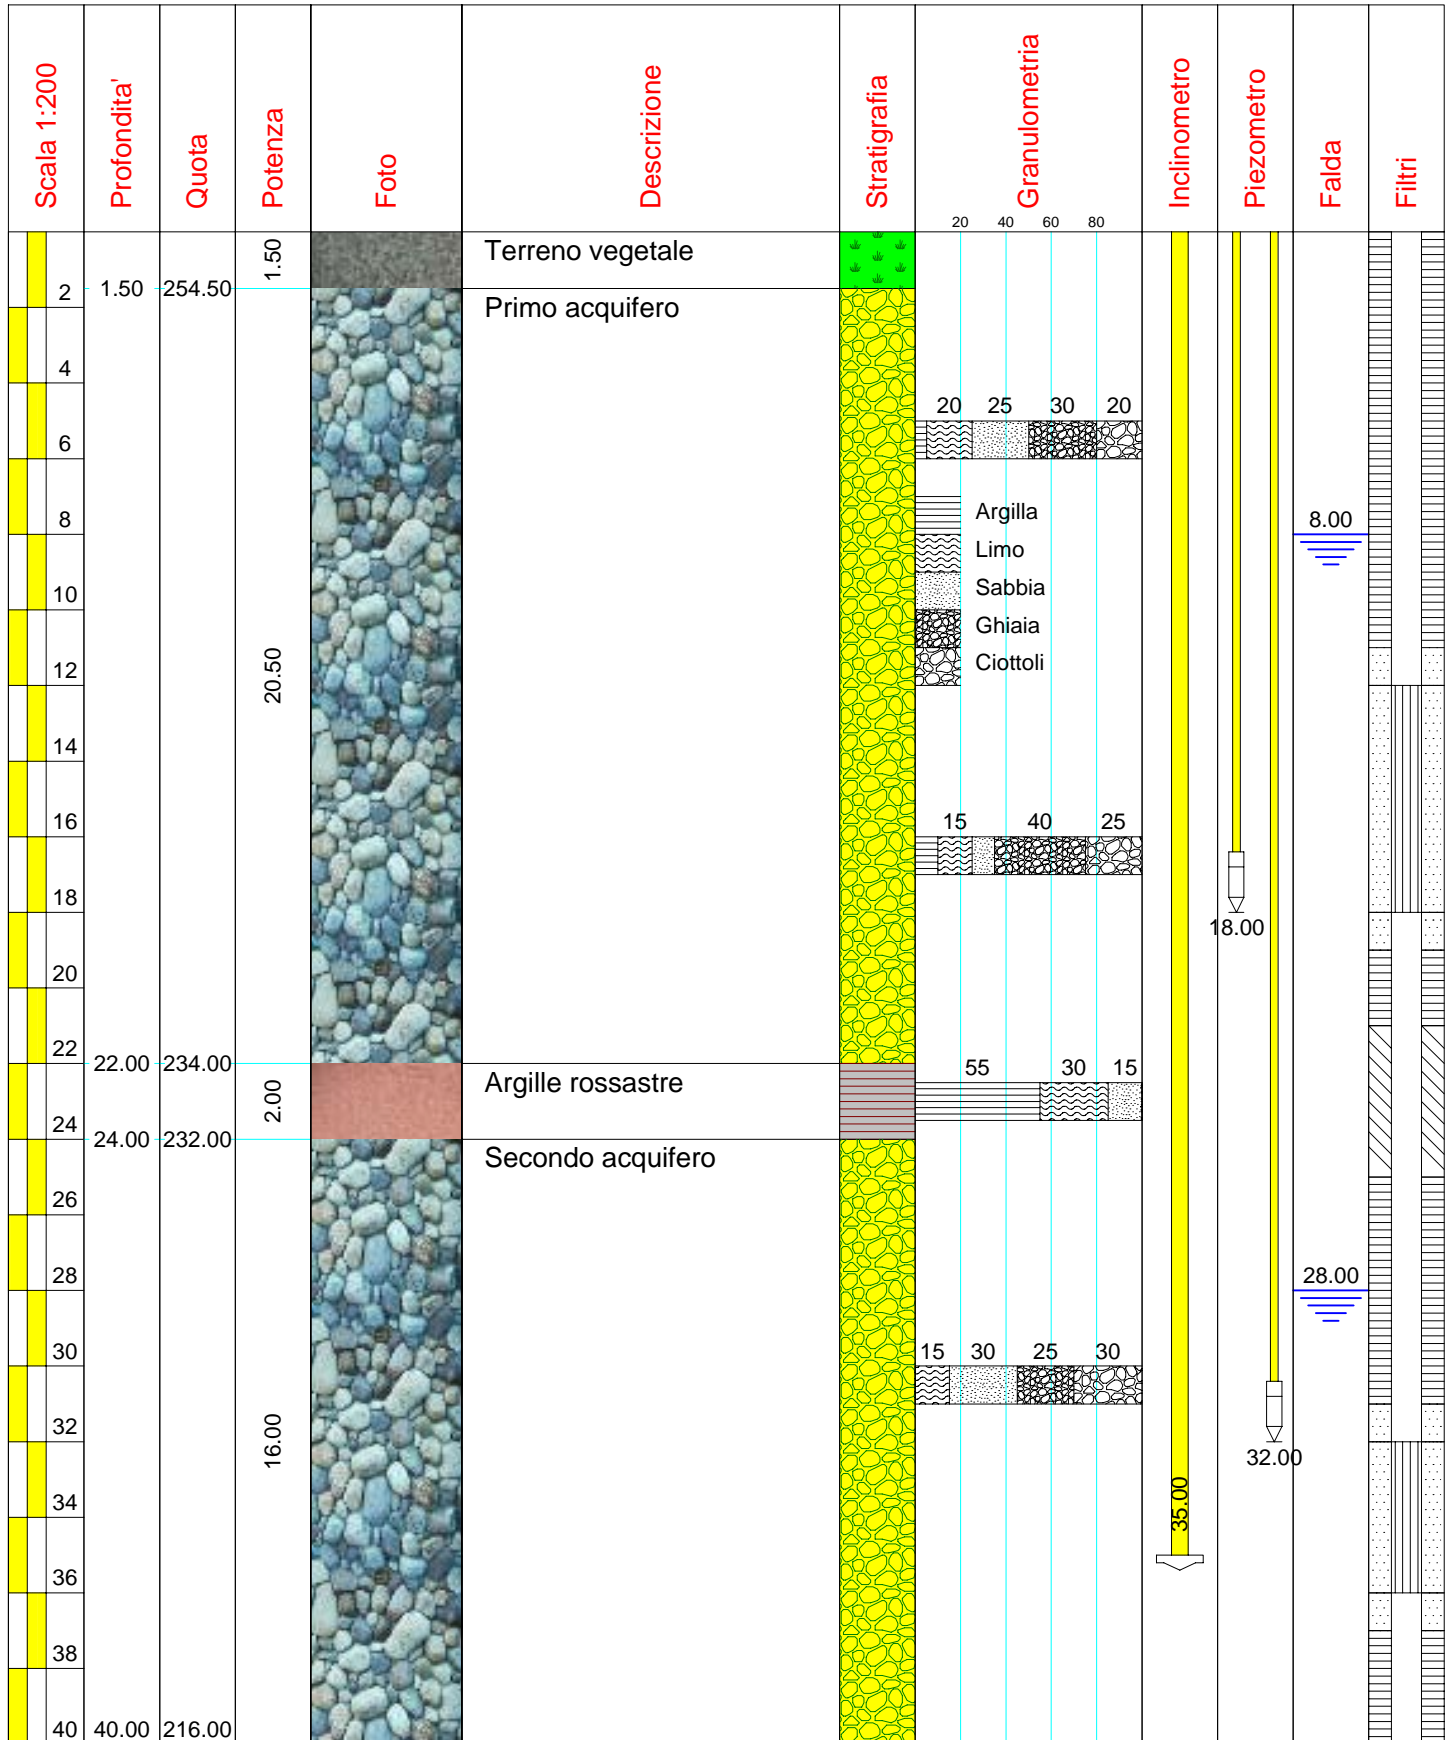 Scala 1:200
Profondita'
Quota
Potenza
Foto
Descrizione
Stratigrafia
Granulometria
Inclinometro
Piezometro
Falda
Filtri
20 40 60 80
1.50
Terreno vegetale
2 1.50 254.50
Primo acquifero
4
20 25 30 20
6
8
Argilla
8.00
Limo
10
Sabbia
Ghiaia
12
Ciottoli
20.50
14
16
15 40 25
18
18.00
20
22
22.00 234.00
2.00
Argille rossastre
55 30 15
24
24.00 232.00
Secondo acquifero
26
28
28.00
30
15 30 25 30
32
16.00
32.00
34
35.00
36
38
40 40.00 216.00